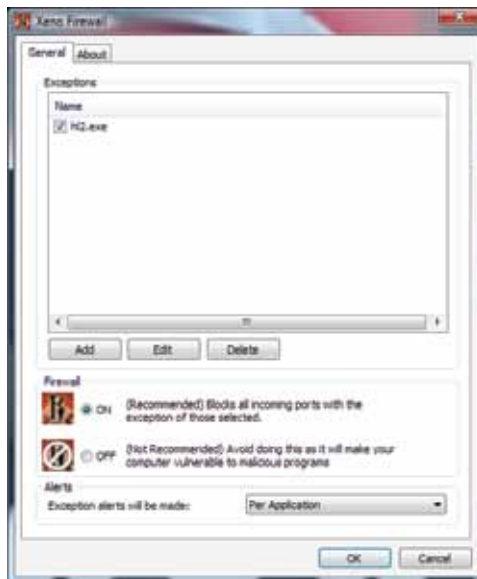 Xeno Firewall
General
About
Exceptions
Name
hl2.exe
Add
Edit
Delete
Firewall
ON
(Recommended) Blocks all incoming ports with the
exception of those selected.
OFF
(Not Recommended) Avoid doing this as it will make your
computer vulnerable to malicious programs
Alerts
Exception alerts will be made:
Per Application
OK
Cancel